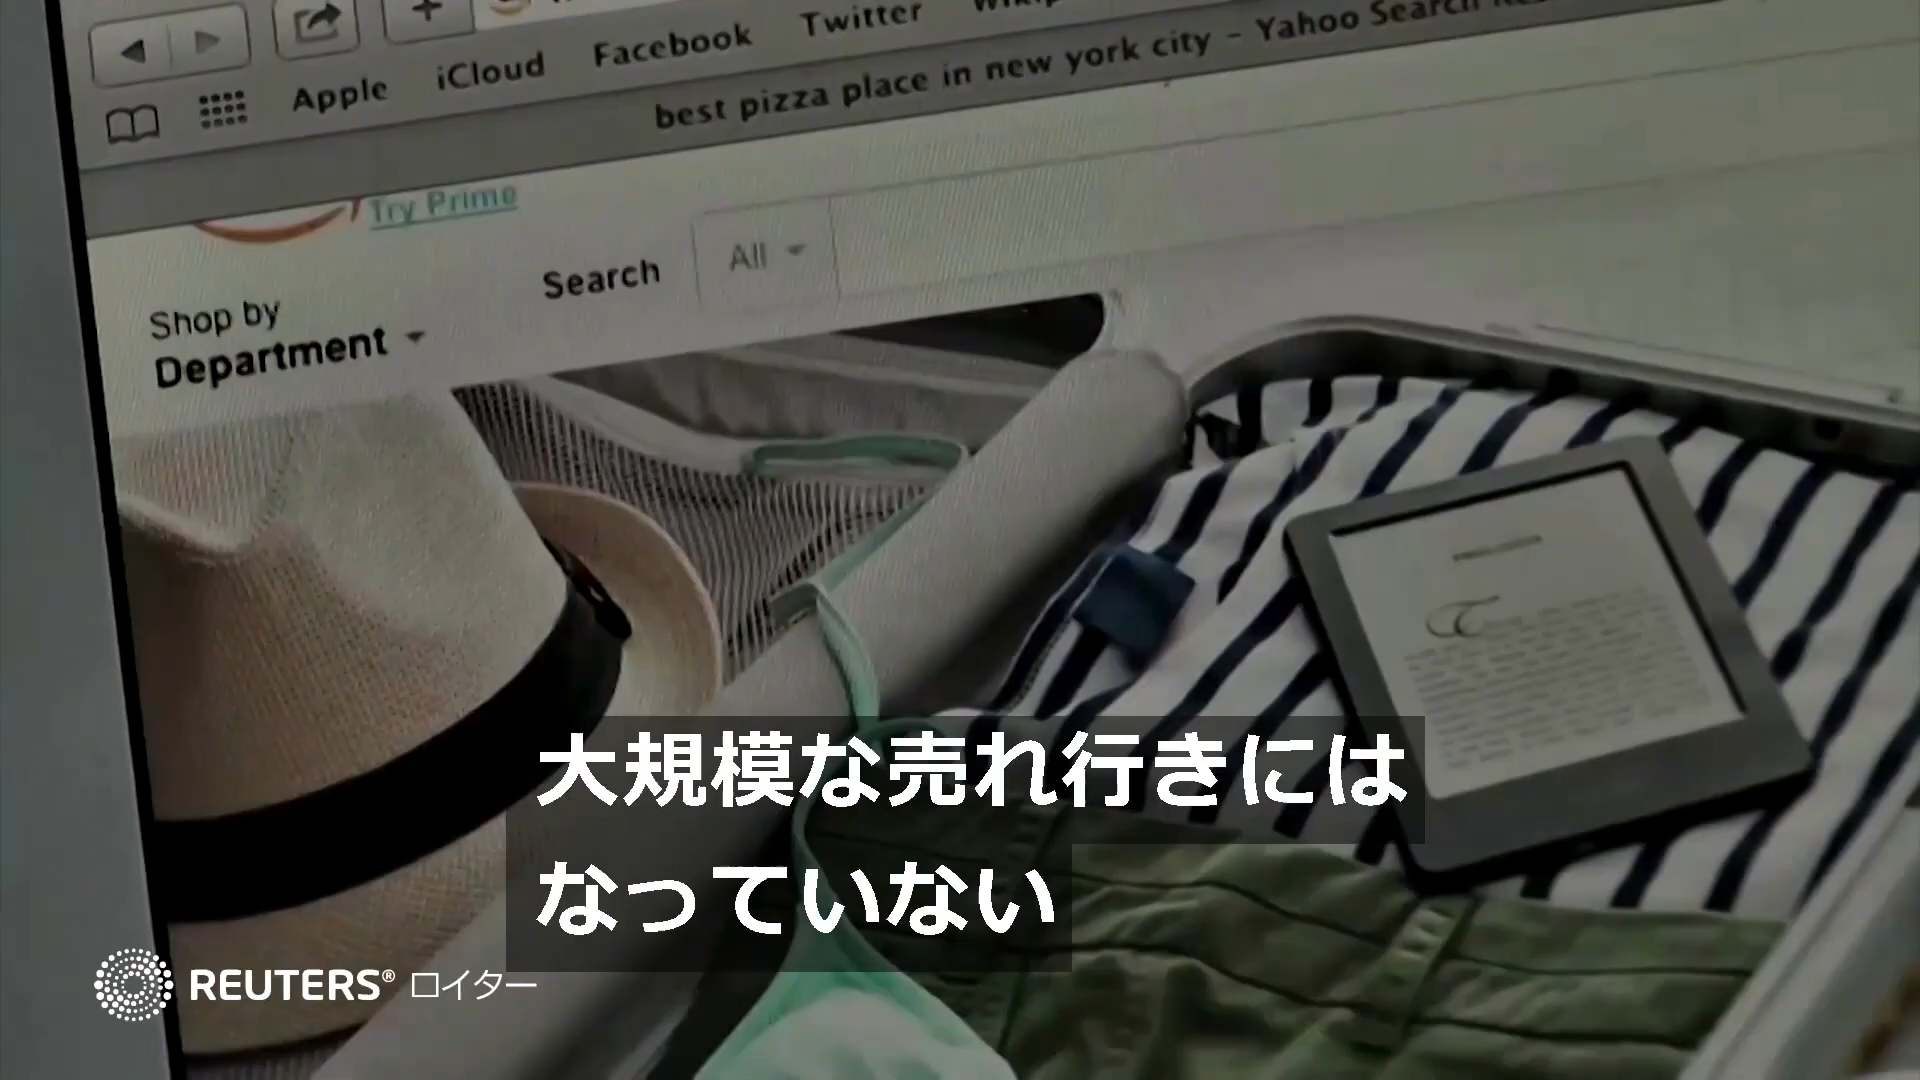 Twitter
Facebook
iCloud
Apple
best pizza place in new york city - Yahoo Search
Try Prime
Search
All
Shop by
Department
大規模な売れ行きには
なっていない
REUTERS® ロイター